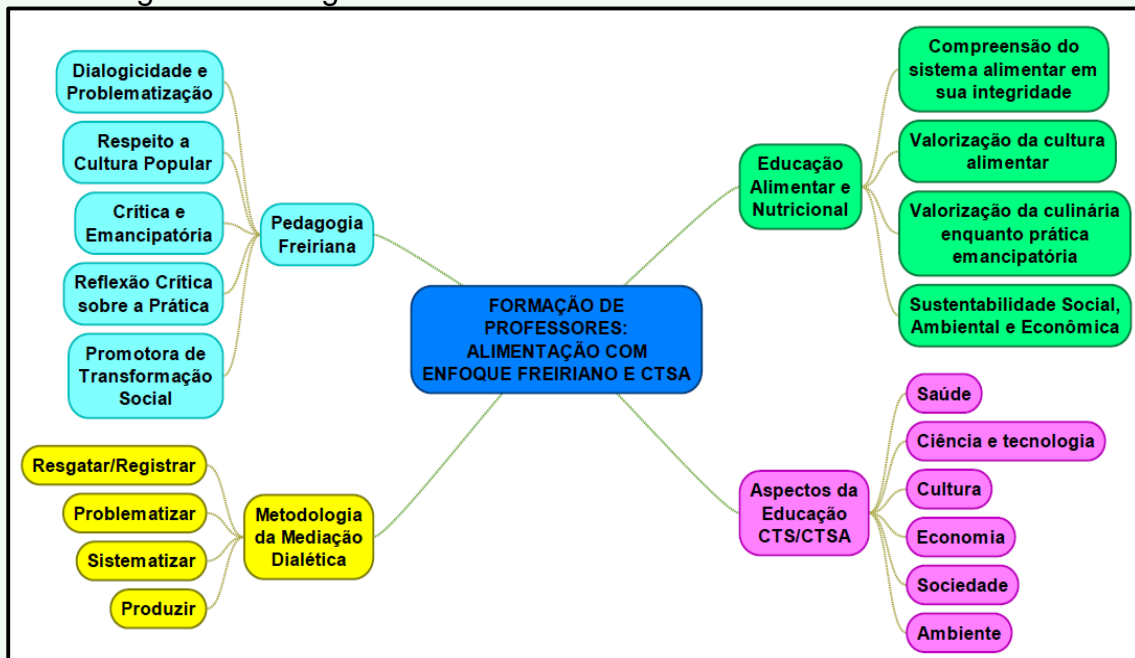 Dialogicidade e
Problematização
Respeito a
Cultura Popular
Crítica e
Emancipatória
Reflexão Crítica
sobre a Prática
Promotora de
Transformação
Social
Pedagogia
Freiriana
Resgatar/Registrar
Problematizar
Sistematizar
Produzir
Metodologia
da Mediação
Dialética
FORMAÇÃO DE
PROFESSORES:
ALIMENTAÇÃO COM
ENFOQUE FREIRIANO E CTSA
Educação
Alimentar e
Nutricional
Compreensão do
sistema alimentar em
sua integridade
Valorização da cultura
alimentar
Valorização da culinária
enquanto prática
emancipatória
Sustentabilidade Social,
Ambiental e Econômica
Aspectos da
Educação
CTS/CTSA
Saúde
Ciência e tecnologia
Cultura
Economia
Sociedade
Ambiente